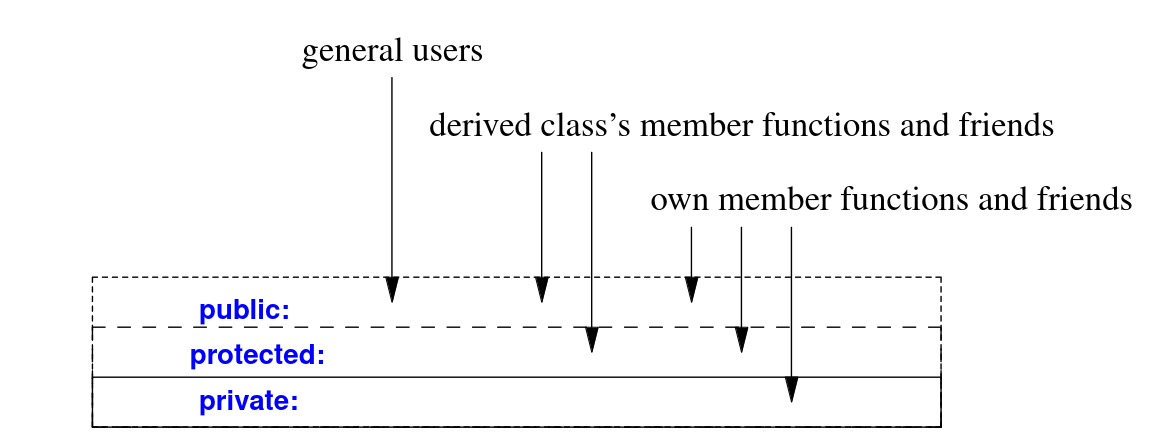 general users
derived class’s member functions and friends
own member functions and friends
public:
protected:
private: